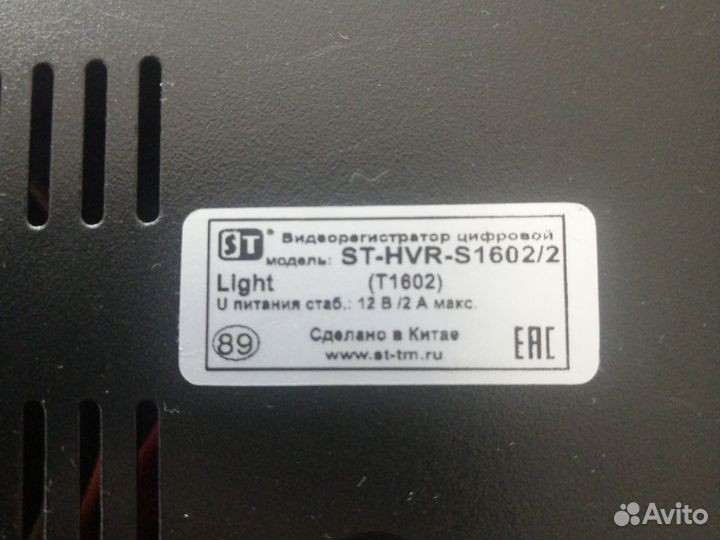 ST® Видеорегистратор цифровой
модель: ST-HVR-S1602/2
Light (T1602)
U питания стаб.: 12 В /2 А макс.
89 Сделано в Китае EAC
www.st-tm.ru
Avito